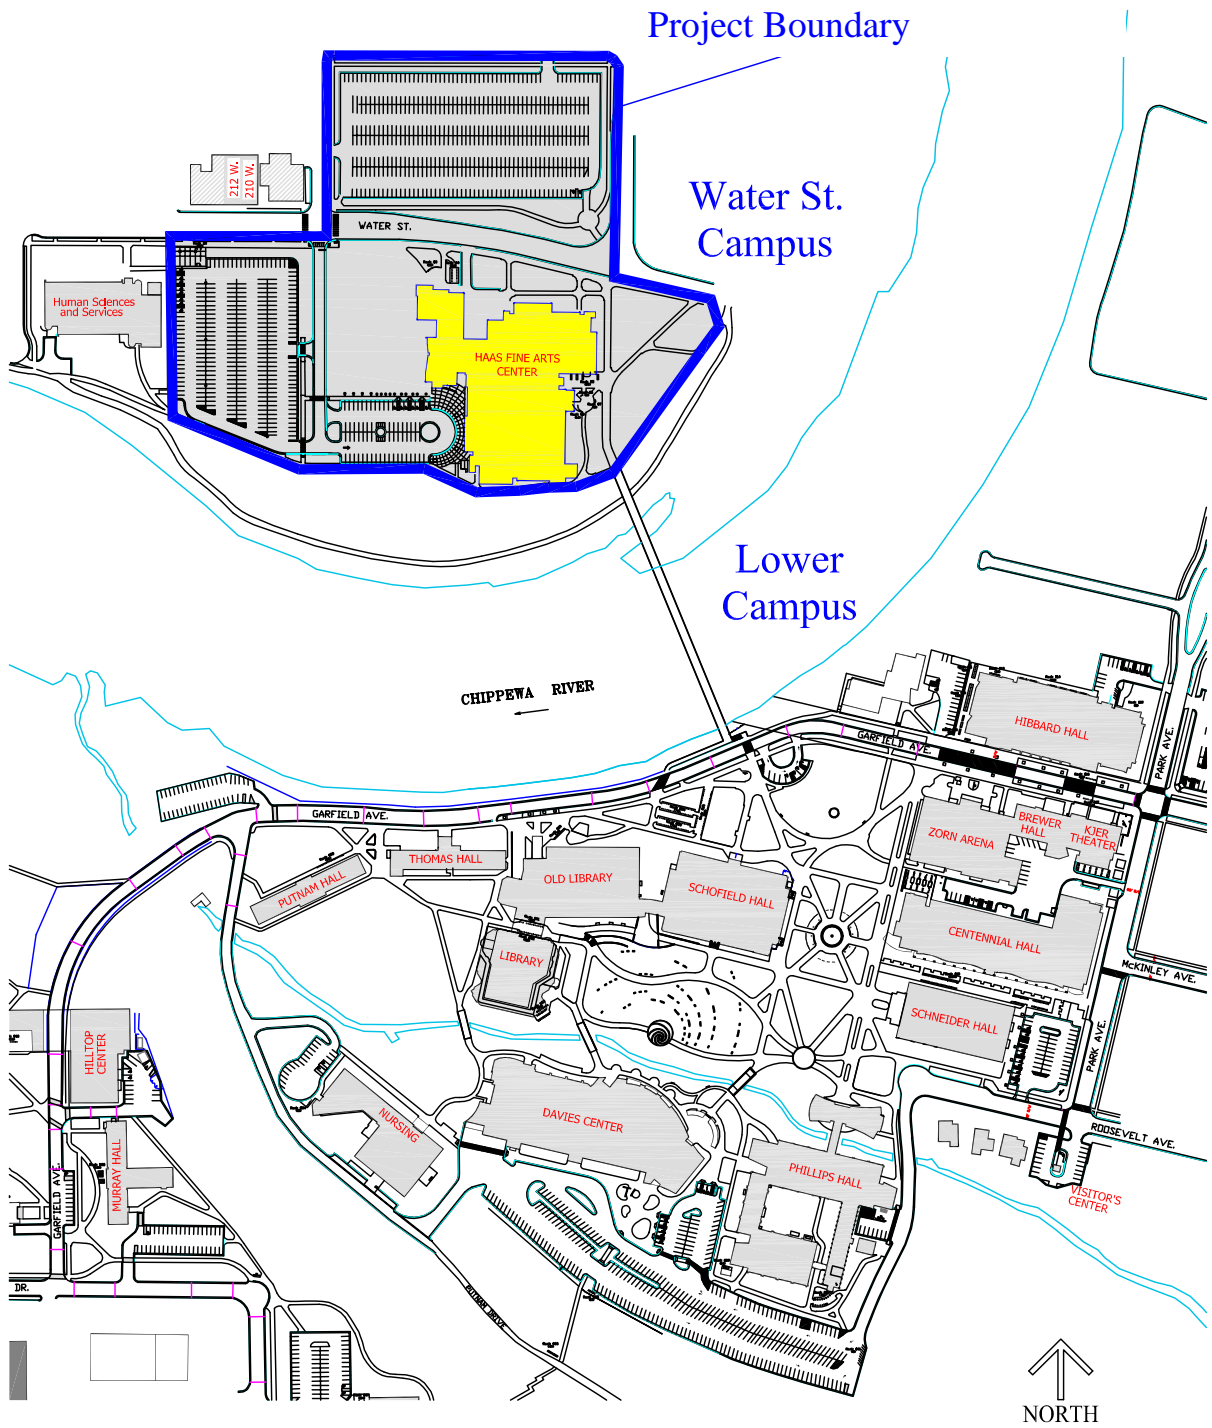 Project Boundary
Water St.
Campus
212 W.
210 W.
WATER ST.
Human Sciences
and Services
HAAS FINE ARTS
CENTER
Lower
Campus
CHIPPEWA RIVER
HIBBARD HALL
GARFIELD AVE.
PARK AVE.
GARFIELD AVE.
ZORN ARENA
BREWER
HALL
KJER
THEATER
THOMAS HALL
PUTNAM HALL
OLD LIBRARY
SCHOFIELD HALL
CENTENNIAL HALL
LIBRARY
McKINLEY AVE.
SCHNEIDER HALL
HILLTOP
CENTER
PARK AVE.
NURSING
DAVIES CENTER
ROOSEVELT AVE.
MURRAY HALL
PHILLIPS HALL
VISITOR'S
CENTER
GARFIELD AVE.
DR.
PUTNAM DRIVE
NORTH